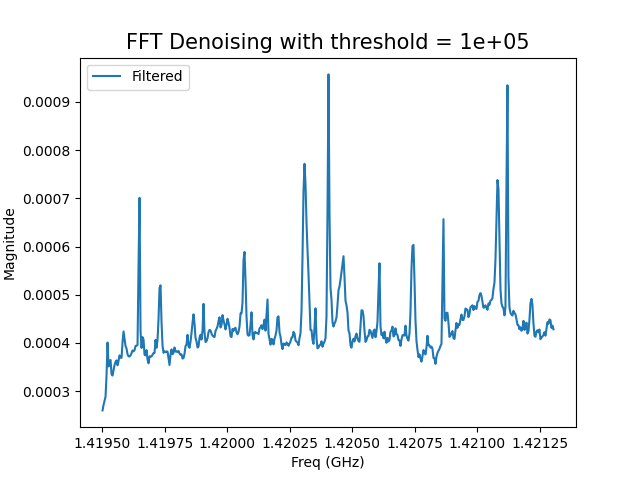 FFT Denoising with threshold = 1e+05
Filtered
0.0009
0.0008
0.0007
0.0006
0.0005
0.0004
0.0003
Magnitude
1.41950 1.41975 1.42000 1.42025 1.42050 1.42075 1.42100 1.42125
Freq (GHz)